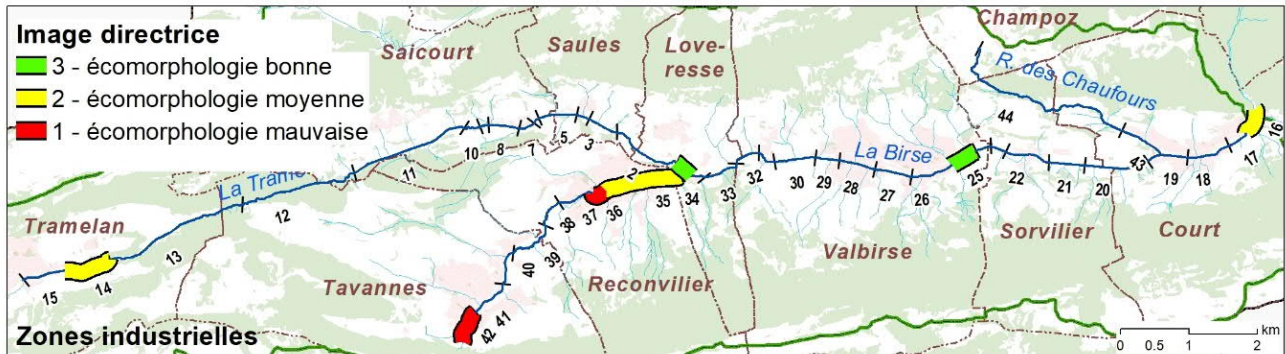 Image directrice
3 - écomorphologie bonne
2 - écomorphologie moyenne
1 - écomorphologie mauvaise
Saicourt
Saules
Love-
resse
Champoz
R. des Chaufours
La Birse
La Trame
Tramelan
Tavannes
Reconvilier
Valbirse
Sorvilier
Court
15
14
13
12
11
10
8
7
5
3
2
42
41
40
39
38
37
36
35
34
33
32
30
29
28
27
26
25
22
21
20
44
43
19
18
17
16
Zones industrielles
km
0 0.5 1 2